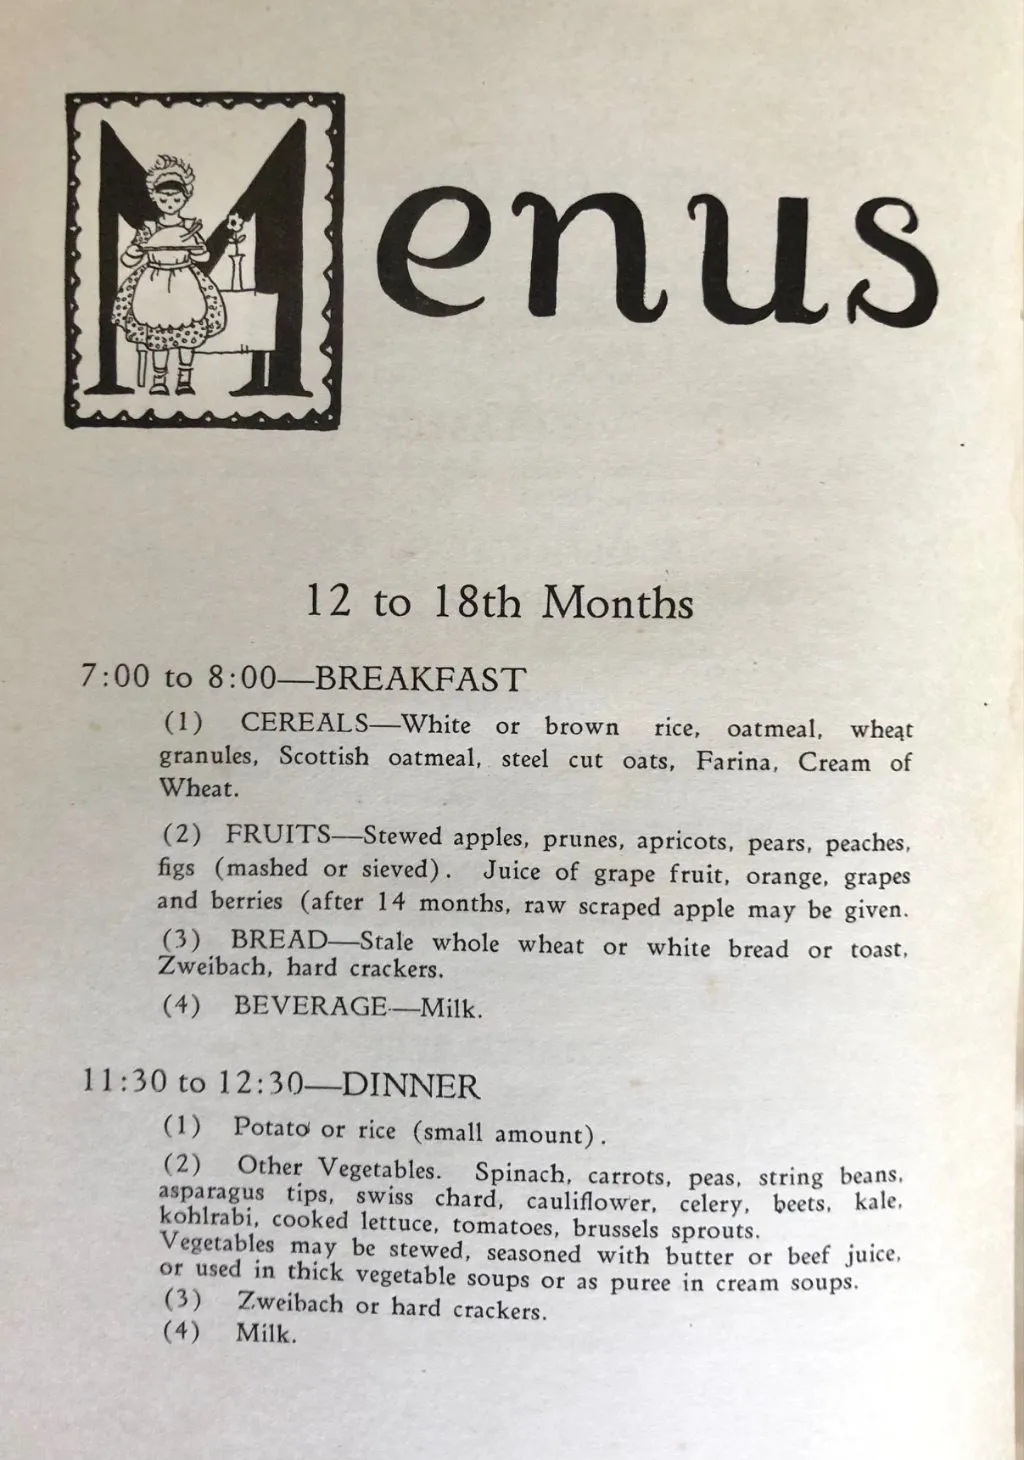 Menus
12 to 18th Months
7:00 to 8:00—BREAKFAST
(1) CEREALS—White or brown rice, oatmeal, wheat
granules, Scottish oatmeal, steel cut oats, Farina, Cream of
Wheat.
(2) FRUITS—Stewed apples, prunes, apricots, pears, peaches,
figs (mashed or sieved). Juice of grape fruit, orange, grapes
and berries (after 14 months, raw scraped apple may be given.
(3) BREAD—Stale whole wheat or white bread or toast,
Zweibach, hard crackers.
(4) BEVERAGE—Milk.
11:30 to 12:30—DINNER
(1) Potato or rice (small amount).
(2) Other Vegetables. Spinach, carrots, peas, string beans,
asparagus tips, swiss chard, cauliflower, celery, beets, kale,
kohlrabi, cooked lettuce, tomatoes, brussels sprouts.
Vegetables may be stewed, seasoned with butter or beef juice,
or used in thick vegetable soups or as puree in cream soups.
(3) Zweibach or hard crackers.
(4) Milk.